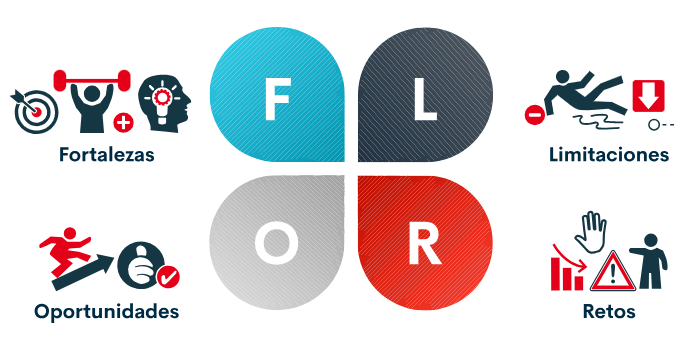 F
L
Fortalezas
Limitaciones
O
R
Oportunidades
Retos